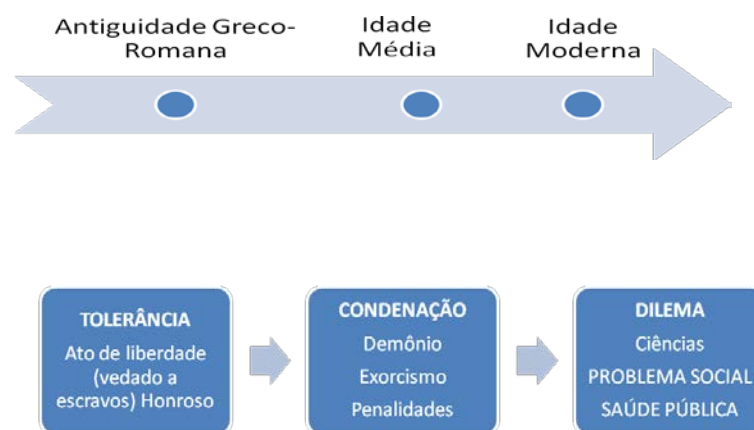 Antiguidade Greco-
Romana
Idade
Média
Idade
Moderna
TOLERÂNCIA
Ato de liberdade
(vedado a
escravos) Honroso
CONDENAÇÃO
Demônio
Exorcismo
Penalidades
DILEMA
Ciências
PROBLEMA SOCIAL
SAÚDE PÚBLICA